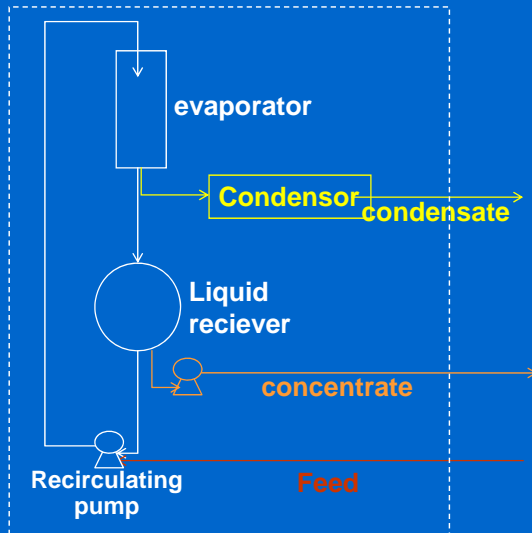 evaporator
Condensor
condensate
Liquid
reciever
concentrate
Recirculating
pump
Feed